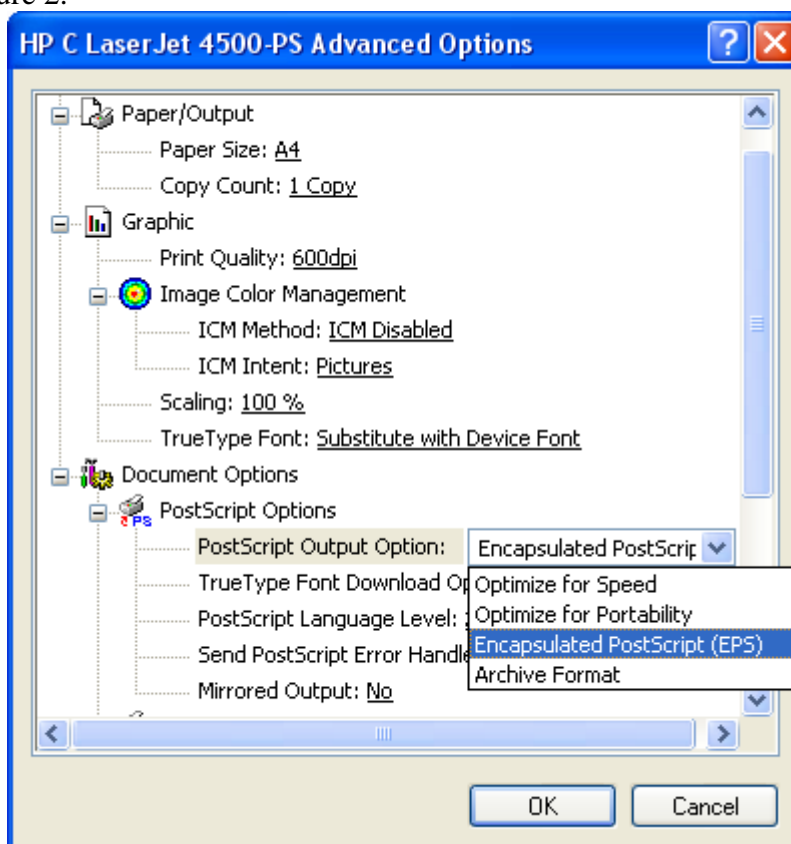 HP C LaserJet 4500-PS Advanced Options
Paper/Output
Paper Size: A4
Copy Count: 1 Copy
Graphic
Print Quality: 600dpi
Image Color Management
ICM Method: ICM Disabled
ICM Intent: Pictures
Scaling: 100 %
TrueType Font: Substitute with Device Font
Document Options
PS PostScript Options
PostScript Output Option: Encapsulated PostScrip
TrueType Font Download Op
Optimize for Speed
PostScript Language Level:
Optimize for Portability
Encapsulated PostScript (EPS)
Send PostScript Error Handle
Archive Format
Mirrored Output: No
OK Cancel